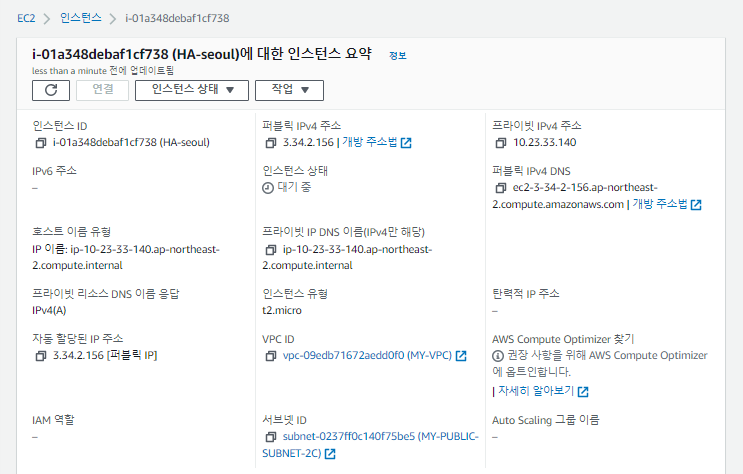 EC2 > 인스턴스 > i-01a348debaf1cf738
i-01a348debaf1cf738 (HA-seoul)에 대한 인스턴스 요약 정보
less than a minute 전에 업데이트됨
연결 인스턴스 상태 ▼ 작업 ▼
인스턴스 ID
i-01a348debaf1cf738 (HA-seoul)
퍼블릭 IPv4 주소
3.34.2.156 | 개방 주소법
프라이빗 IPv4 주소
10.23.33.140
IPv6 주소
–
인스턴스 상태
대기 중
퍼블릭 IPv4 DNS
ec2-3-34-2-156.ap-northeast-
2.compute.amazonaws.com | 개방 주소법
호스트 이름 유형
IP 이름: ip-10-23-33-140.ap-northeast-
2.compute.internal
프라이빗 IP DNS 이름(IPv4만 해당)
ip-10-23-33-140.ap-northeast-
2.compute.internal
프라이빗 리소스 DNS 이름 응답
IPv4(A)
인스턴스 유형
t2.micro
탄력적 IP 주소
–
자동 할당된 IP 주소
3.34.2.156 [퍼블릭 IP]
VPC ID
vpc-09edb71672aedd0f0 (MY-VPC)
AWS Compute Optimizer 찾기
권장 사항을 위해 AWS Compute Optimizer
에 옵트인합니다.
| 자세히 알아보기
IAM 역할
–
서브넷 ID
subnet-0237ff0c140f75be5 (MY-PUBLIC-
SUBNET-2C)
Auto Scaling 그룹 이름
–